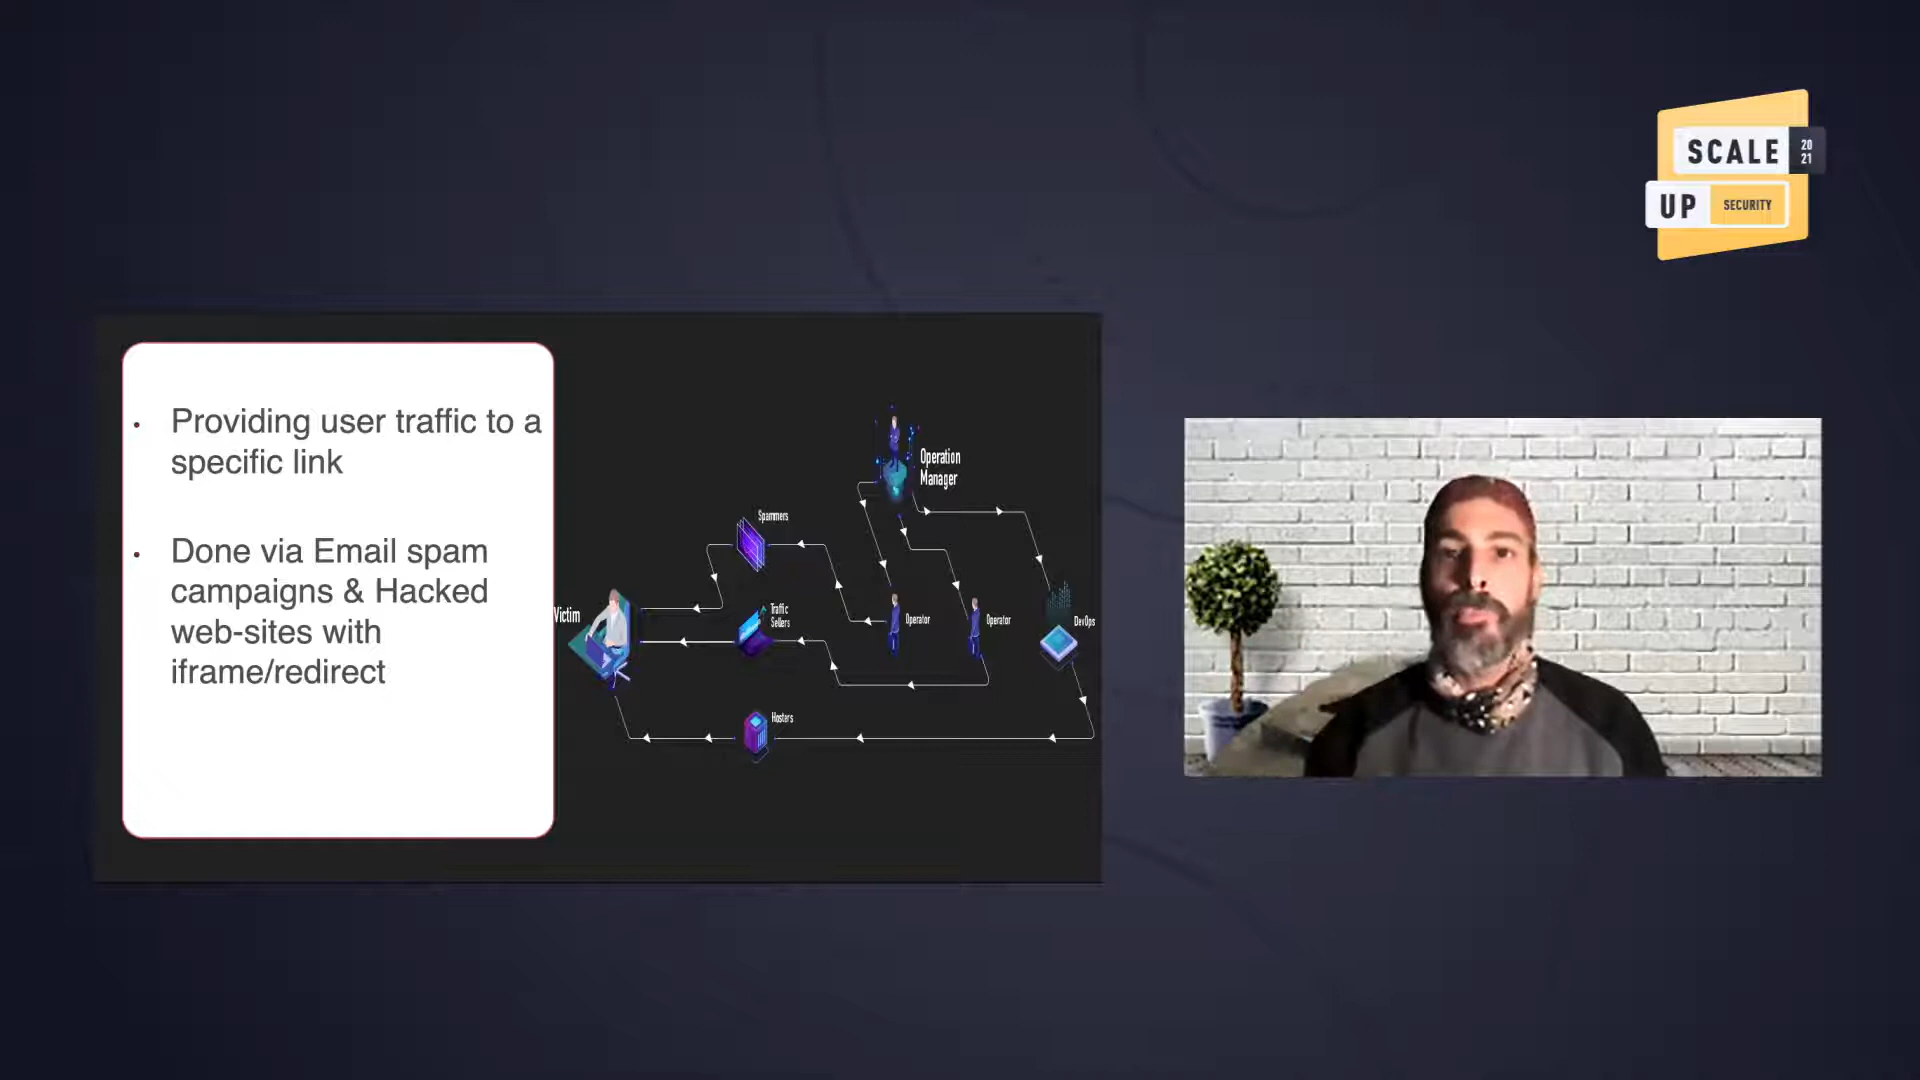 SCALE
20
21
UP
SECURITY
• Providing user traffic to a
specific link
• Done via Email spam
campaigns & Hacked
web-sites with
iframe/redirect
Operation
Manager
Spammers
Victim
Traffic
Sellers
Operator
Operator
DevOps
Hosters